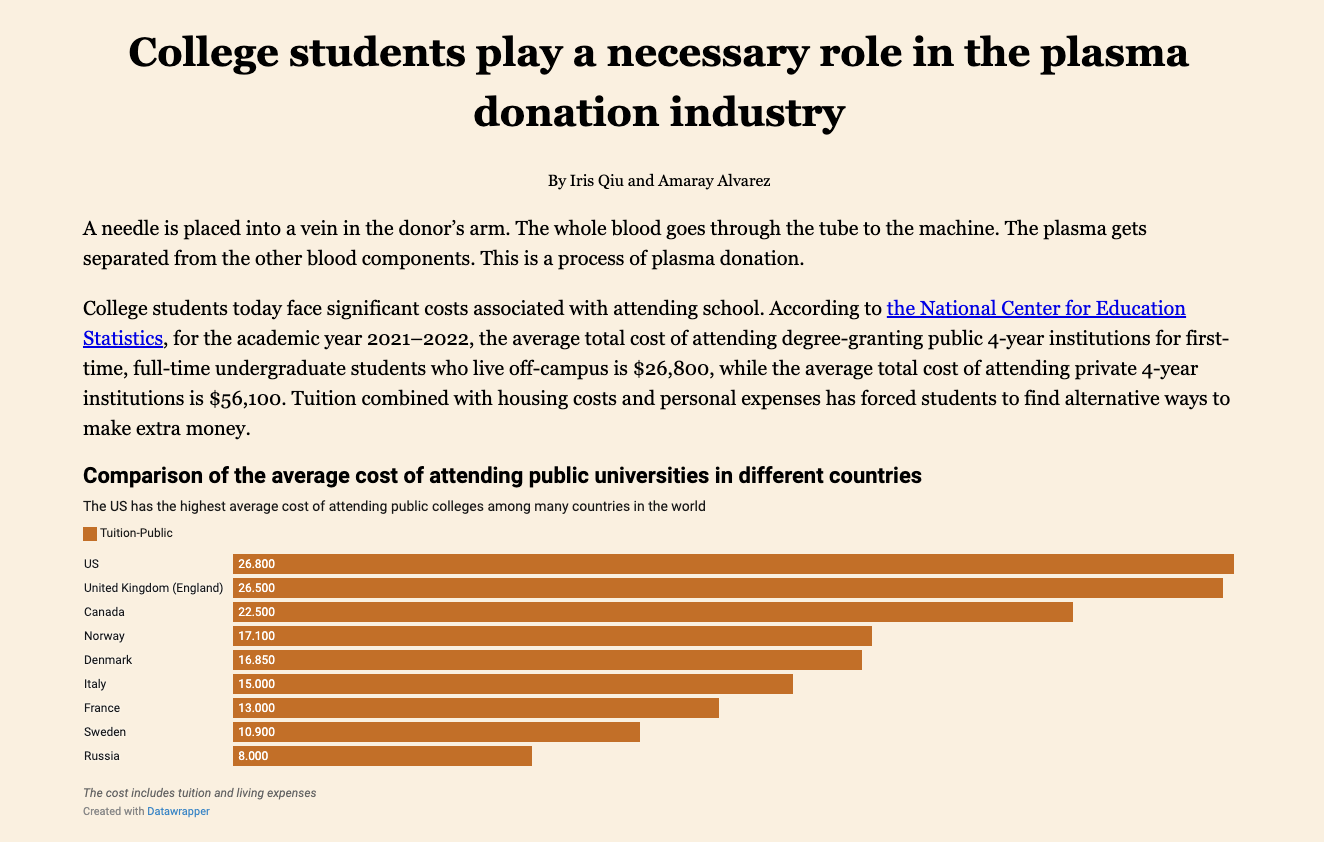 College students play a necessary role in the plasma
donation industry
By Iris Qiu and Amaray Alvarez
A needle is placed into a vein in the donor’s arm. The whole blood goes through the tube to the machine. The plasma gets
separated from the other blood components. This is a process of plasma donation.
College students today face significant costs associated with attending school. According to the National Center for Education
Statistics, for the academic year 2021–2022, the average total cost of attending degree-granting public 4-year institutions for first-
time, full-time undergraduate students who live off-campus is $26,800, while the average total cost of attending private 4-year
institutions is $56,100. Tuition combined with housing costs and personal expenses has forced students to find alternative ways to
make extra money.
Comparison of the average cost of attending public universities in different countries
The US has the highest average cost of attending public colleges among many countries in the world
Tuition-Public
US 26.800
United Kingdom (England) 26.500
Canada 22.500
Norway 17.100
Denmark 16.850
Italy 15.000
France 13.000
Sweden 10.900
Russia 8.000
The cost includes tuition and living expenses
Created with Datawrapper